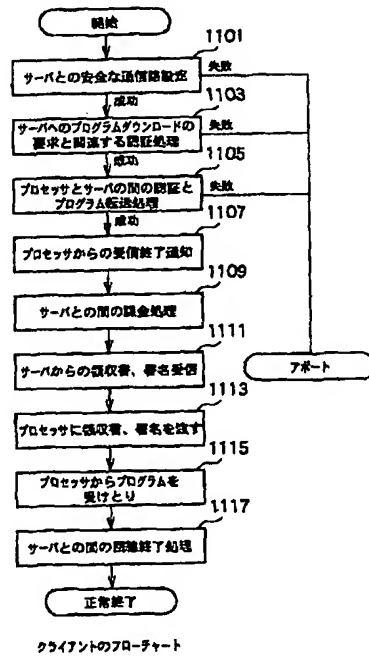 開始
1101
サーバとの安全な通信路設定
失敗
成功
1103
サーバへのプログラムダウンロードの
要求と関連する認証処理
失敗
成功
1105
プロセッサとサーバの間の認証と
プログラム転送処理
失敗
成功
1107
プロセッサからの受信終了通知
1109
サーバとの間の課金処理
1111
サーバからの領収書、署名受信
アボート
1113
プロセッサに領収書、署名を渡す
1115
プロセッサからプログラムを
受けとり
1117
サーバとの間の回線終了処理
正常終了
クライアントのフローチャート